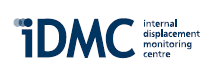 iDMC
internal
displacement
monitoring
centre